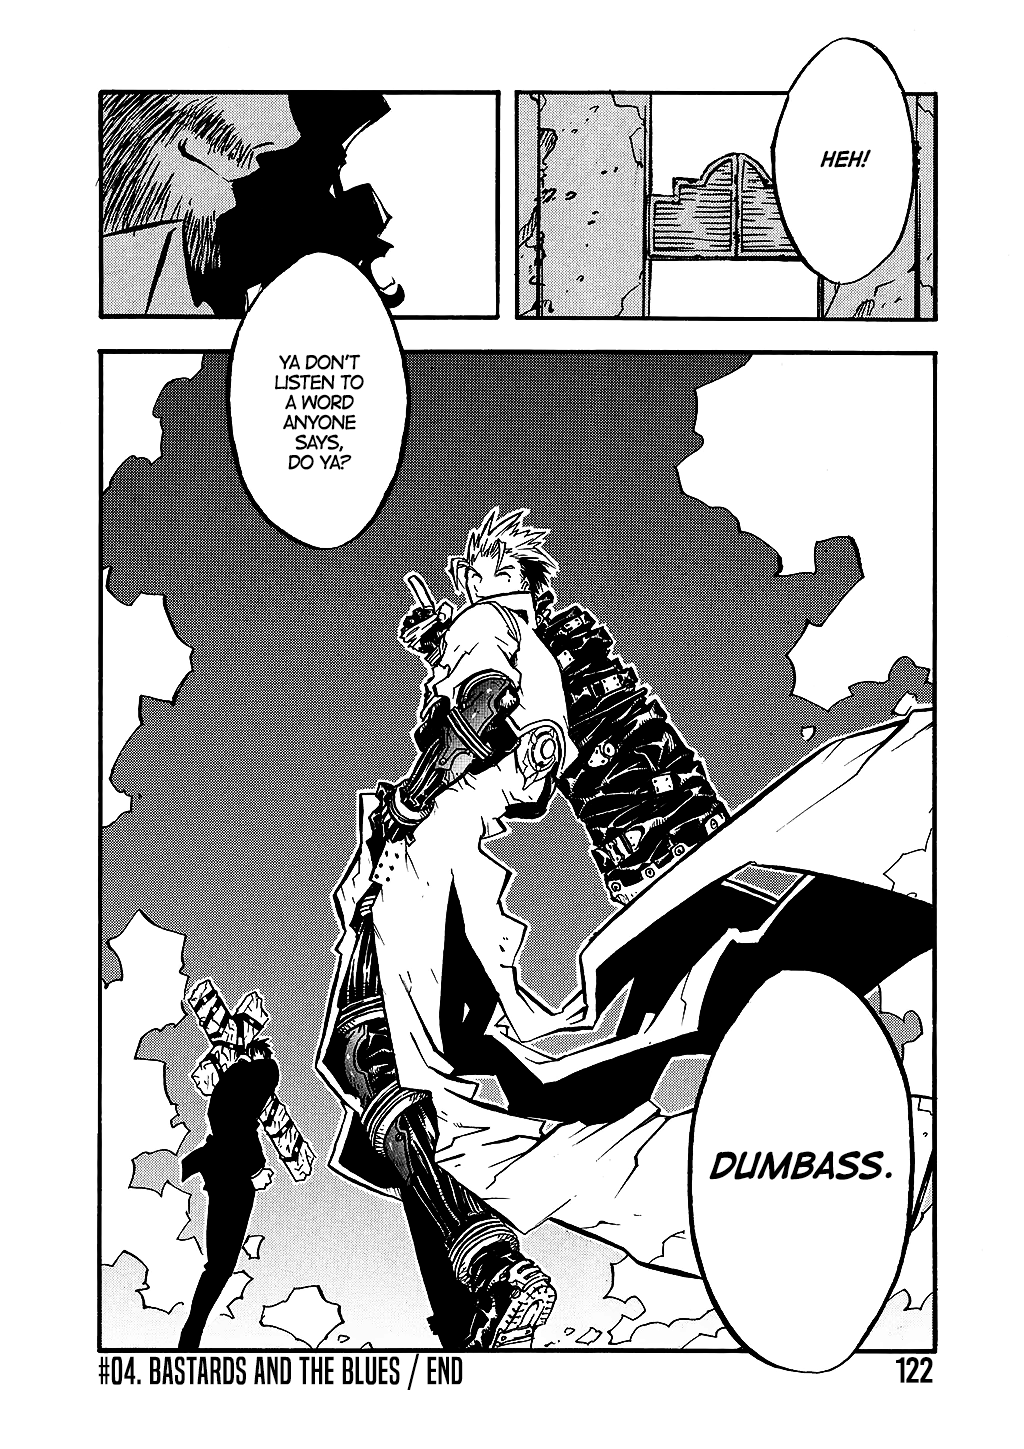 HEH!
YA DON'T
LISTEN TO
A WORD
ANYONE
SAYS,
DO YA?
DUMBASS.
#04. BASTARDS AND THE BLUES / END
122